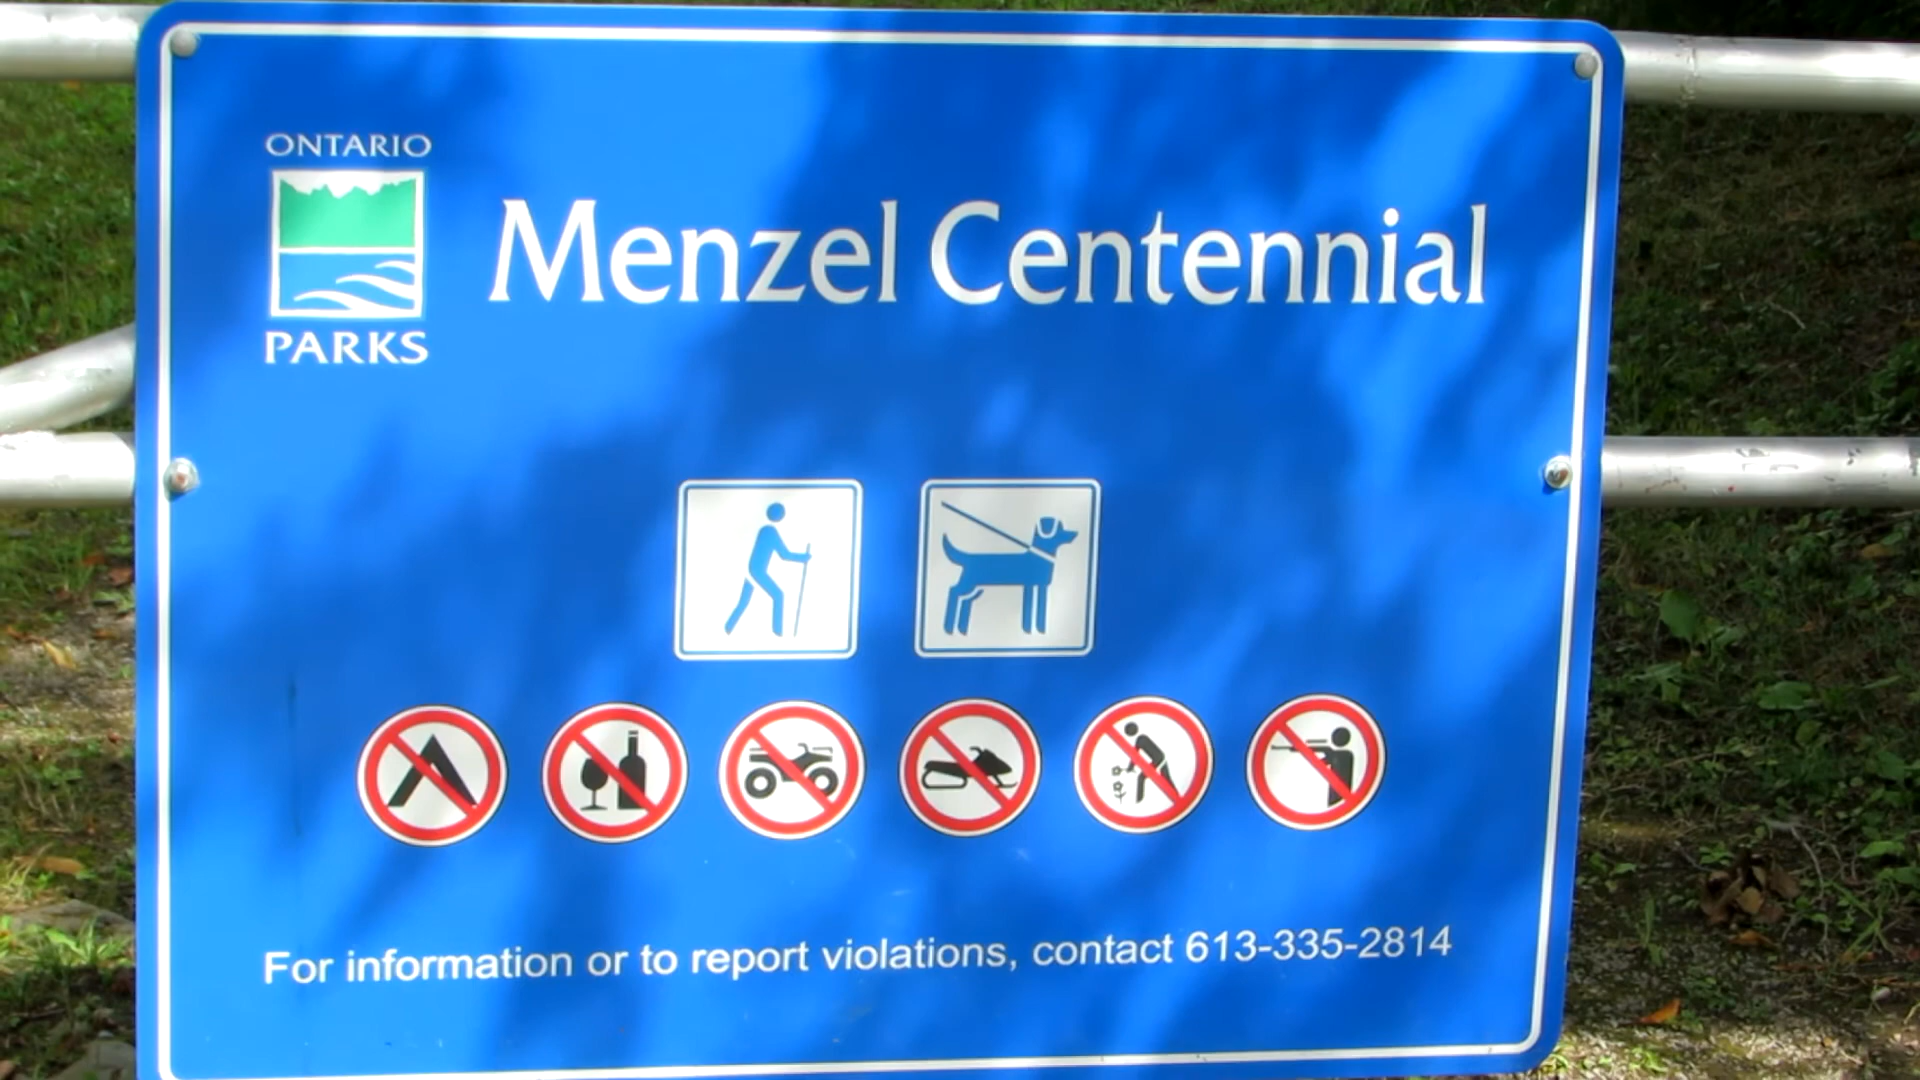 ONTARIO
PARKS
Menzel Centennial
For information or to report violations, contact 613-335-2814